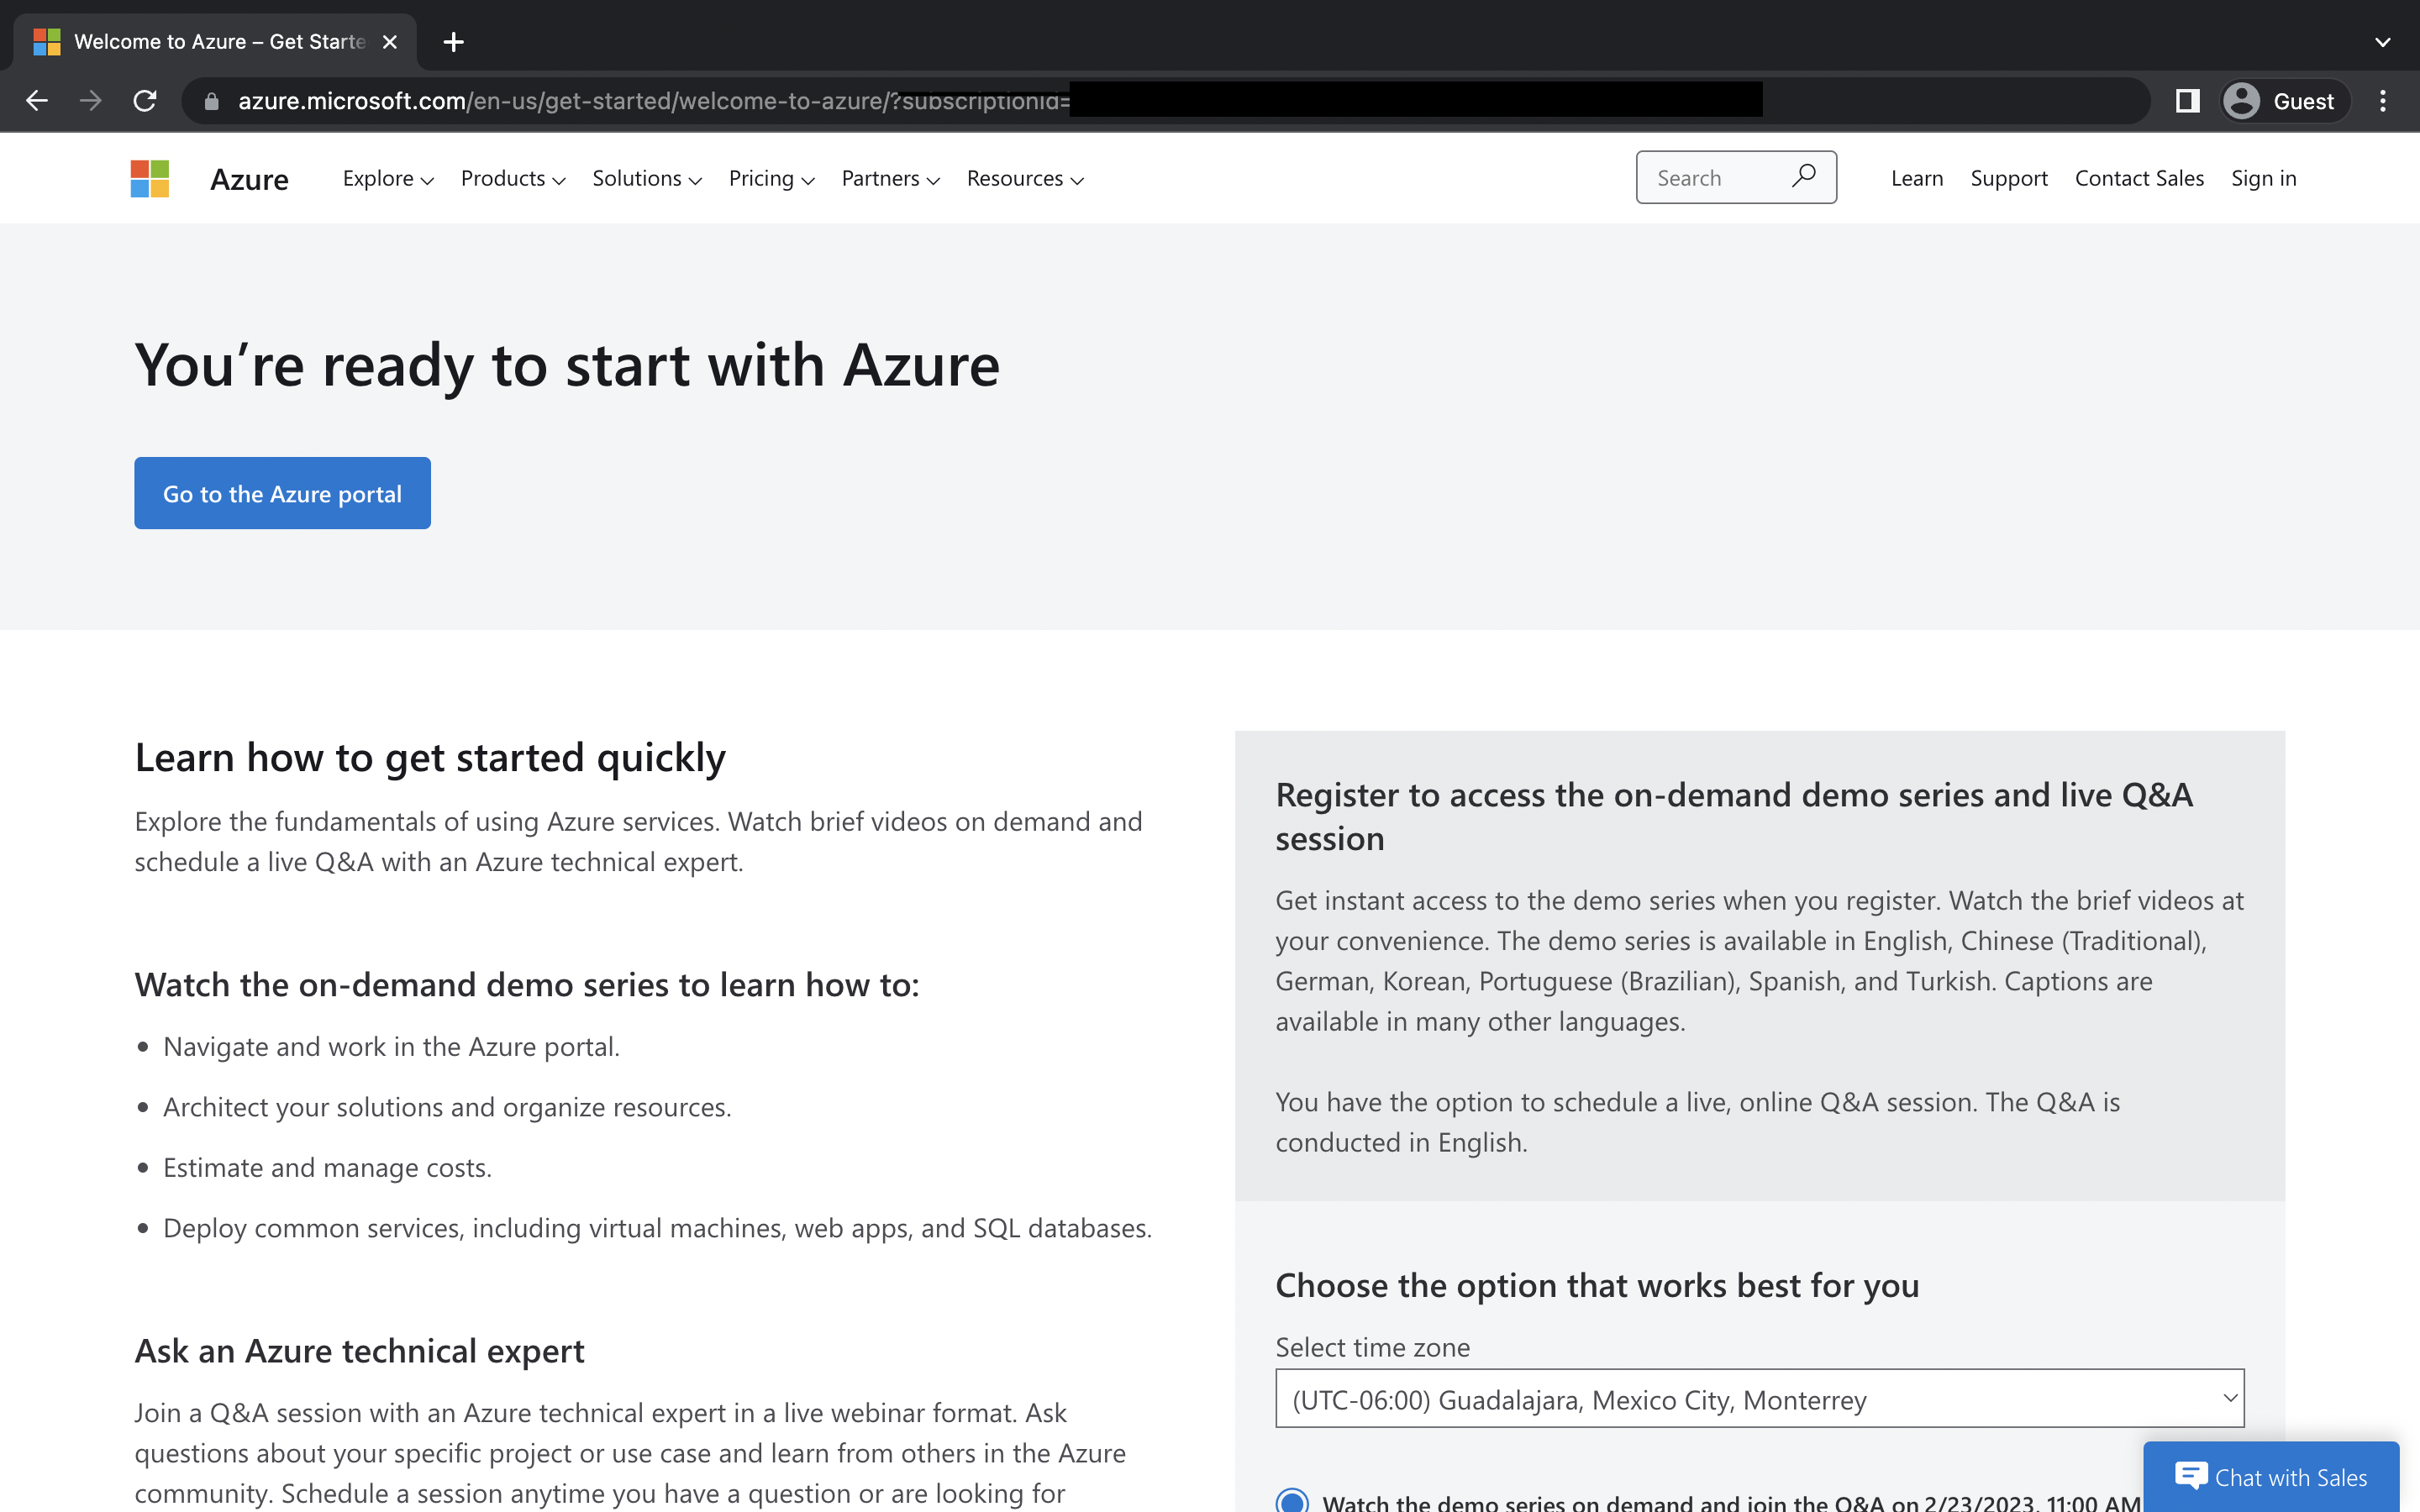 Welcome to Azure – Get Starte
azure.microsoft.com/en-us/get-started/welcome-to-azure/?subscriptionid=
Guest
Azure
Explore
Products
Solutions
Pricing
Partners
Resources
Search
Learn
Support
Contact Sales
Sign in
You’re ready to start with Azure
Go to the Azure portal
Learn how to get started quickly
Explore the fundamentals of using Azure services. Watch brief videos on demand and
schedule a live Q&A with an Azure technical expert.
Watch the on-demand demo series to learn how to:
• Navigate and work in the Azure portal.
• Architect your solutions and organize resources.
• Estimate and manage costs.
• Deploy common services, including virtual machines, web apps, and SQL databases.
Ask an Azure technical expert
Join a Q&A session with an Azure technical expert in a live webinar format. Ask
questions about your specific project or use case and learn from others in the Azure
community. Schedule a session anytime you have a question or are looking for
Register to access the on-demand demo series and live Q&A
session
Get instant access to the demo series when you register. Watch the brief videos at
your convenience. The demo series is available in English, Chinese (Traditional),
German, Korean, Portuguese (Brazilian), Spanish, and Turkish. Captions are
available in many other languages.
You have the option to schedule a live, online Q&A session. The Q&A is
conducted in English.
Choose the option that works best for you
Select time zone
(UTC-06:00) Guadalajara, Mexico City, Monterrey
Watch the demo series on demand and join the Q&A on 2/23/2023, 11:00 AM
Chat with Sales